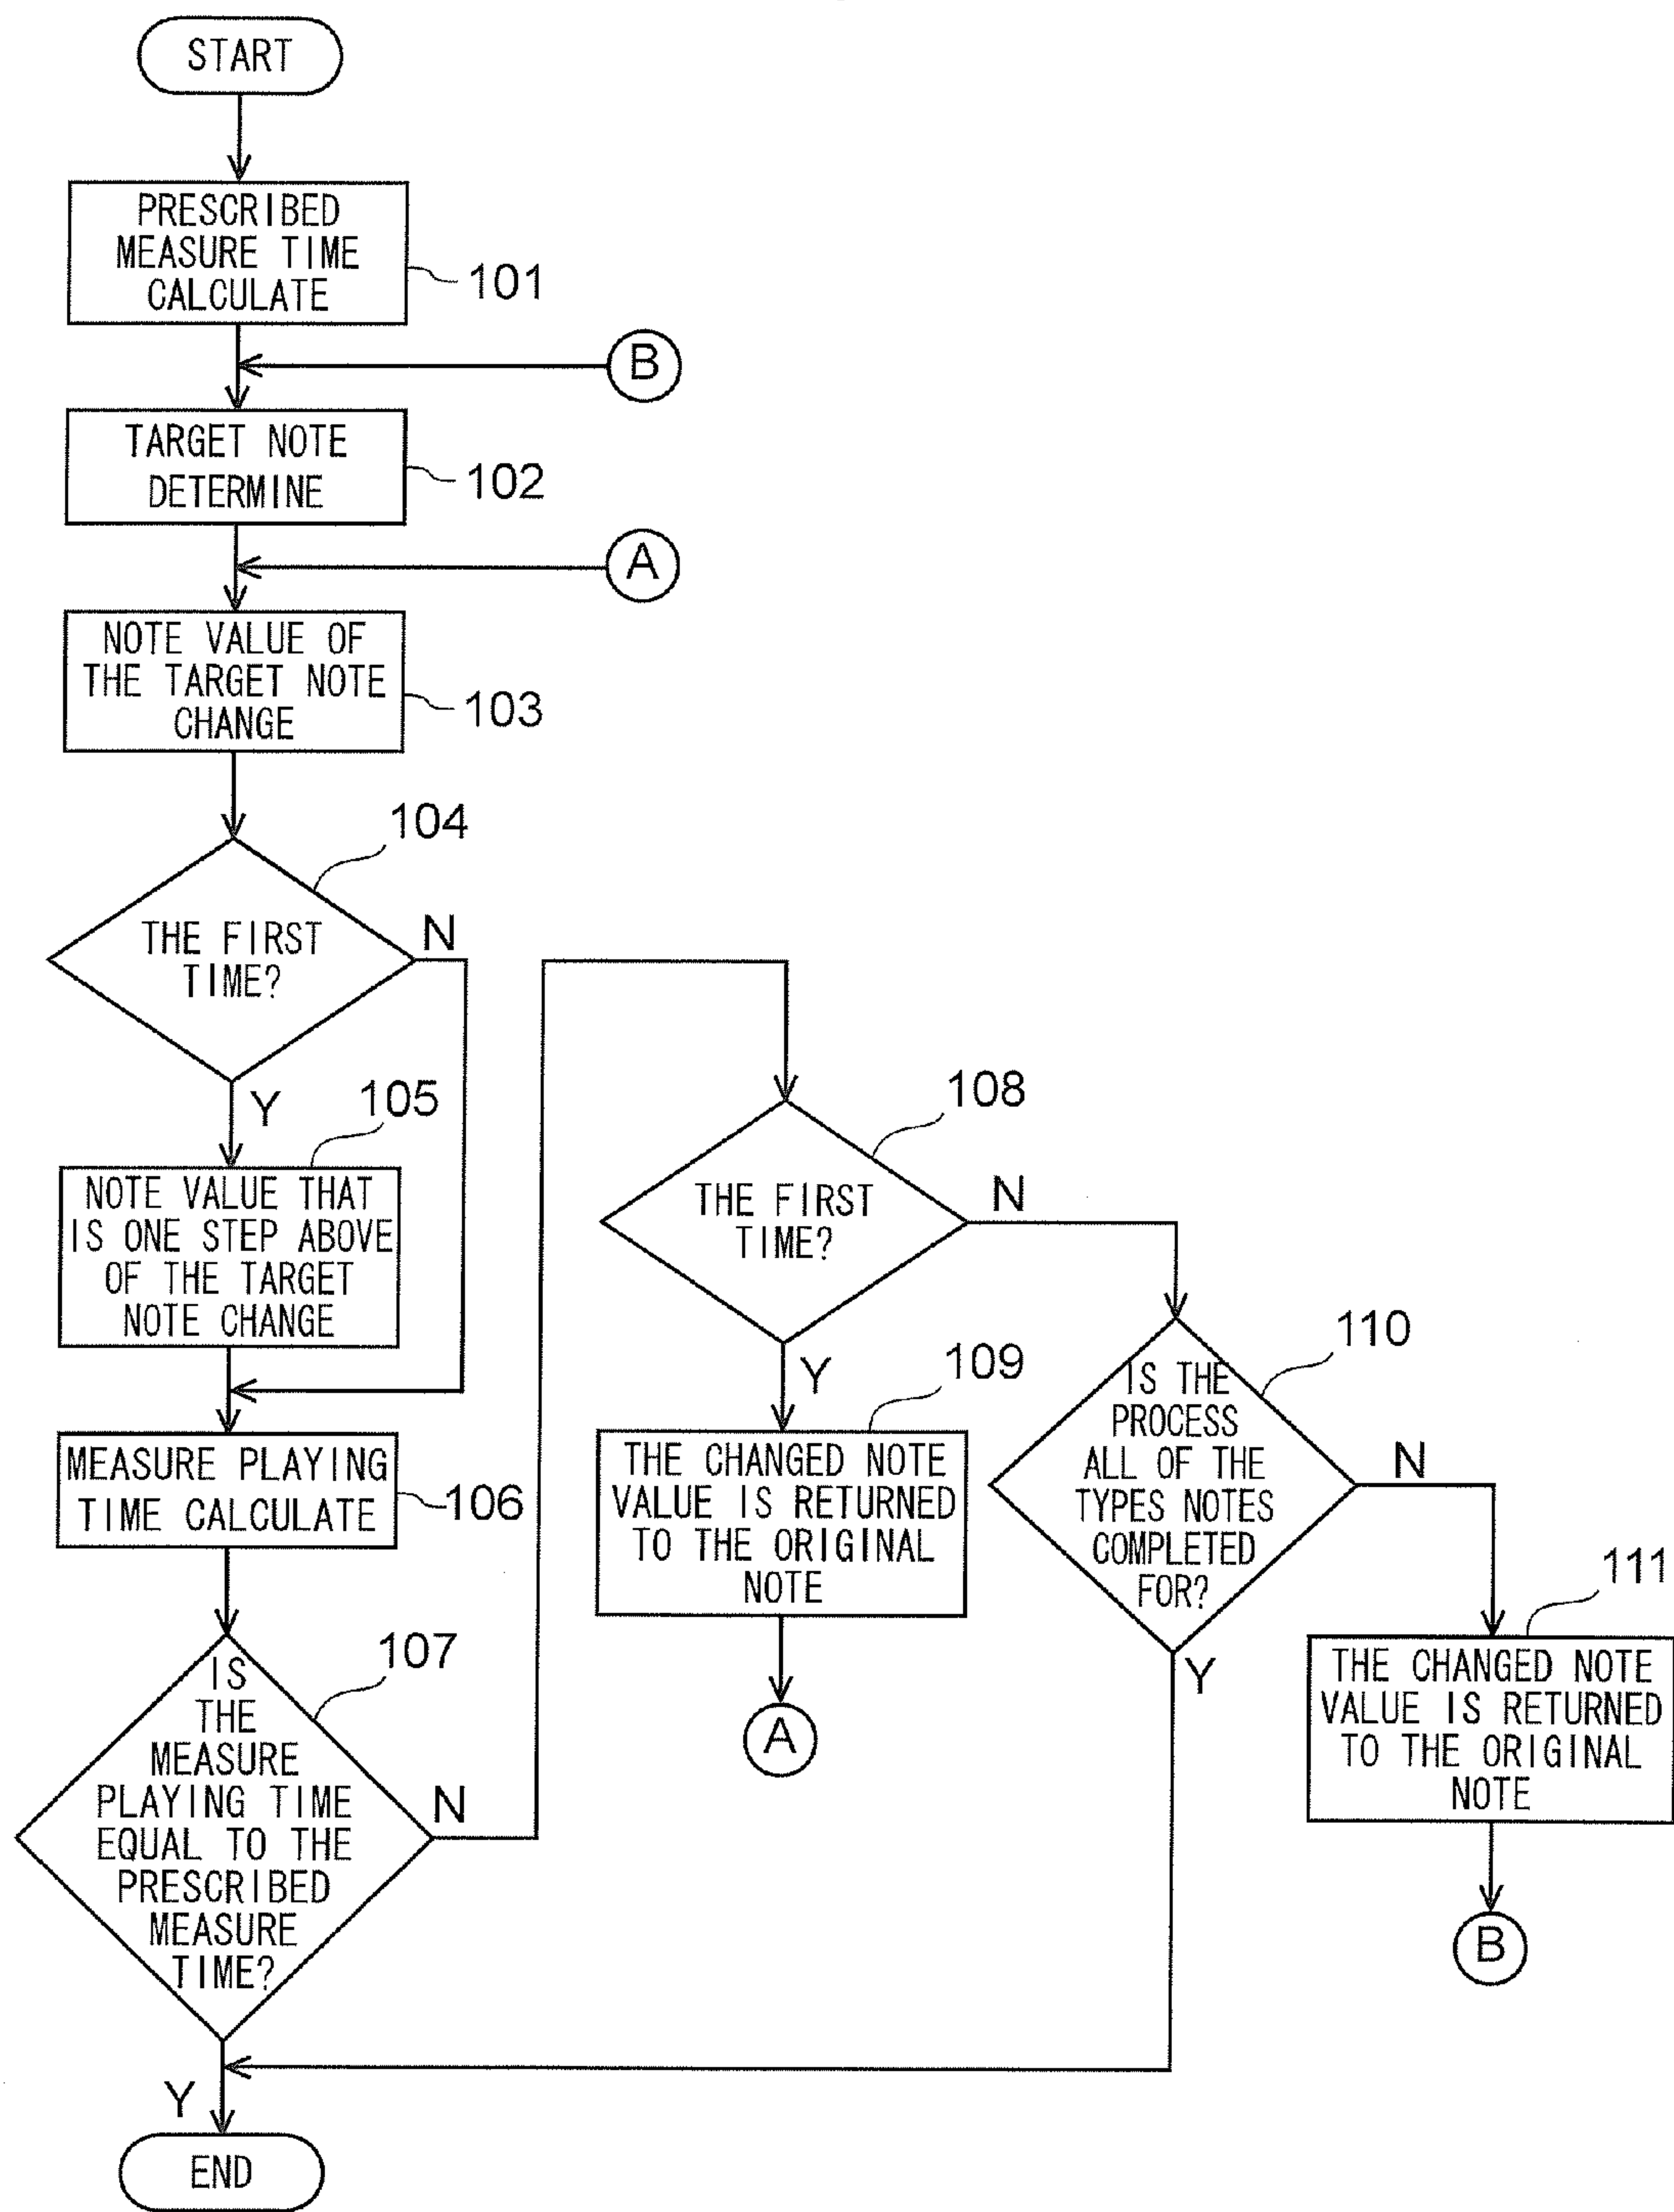 START
PRESCRIBED
MEASURE TIME
CALCULATE
101
B
TARGET NOTE
DETERMINE
102
A
NOTE VALUE OF
THE TARGET NOTE
CHANGE
103
104
THE FIRST
TIME?
N
Y
105
NOTE VALUE THAT
IS ONE STEP ABOVE
OF THE TARGET
NOTE CHANGE
MEASURE PLAYING
TIME CALCULATE
106
107
IS
THE
MEASURE
PLAYING TIME
EQUAL TO THE
PRESCRIBED
MEASURE
TIME?
N
Y
END
108
THE FIRST
TIME?
N
Y
109
THE CHANGED NOTE
VALUE IS RETURNED
TO THE ORIGINAL
NOTE
A
110
IS THE
PROCESS
ALL OF THE
TYPES NOTES
COMPLETED
FOR?
N
Y
111
THE CHANGED NOTE
VALUE IS RETURNED
TO THE ORIGINAL
NOTE
B